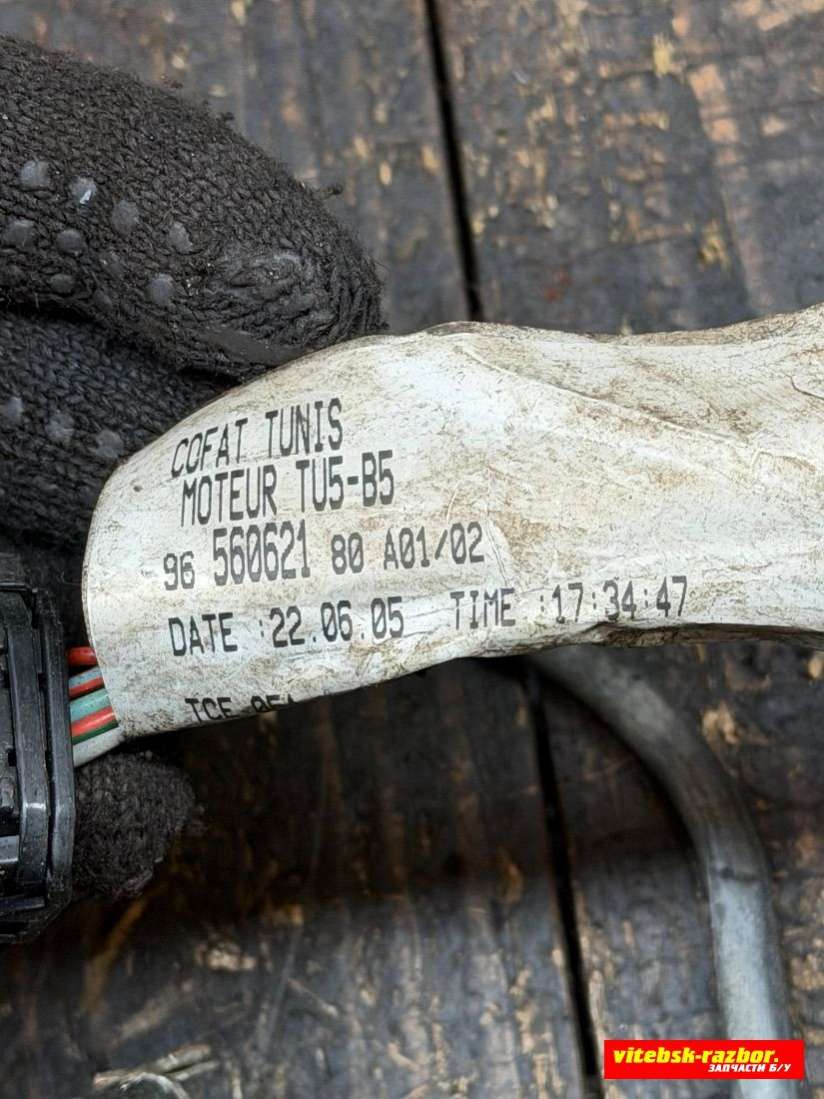 COFAT TUNIS
MOTEUR TU5-B5
96 560621 80 A01/02
DATE :22.06.05 TIME :17:34:47
TCE
vitebsk-razbor.
ЗАПЧАСТИ Б/У